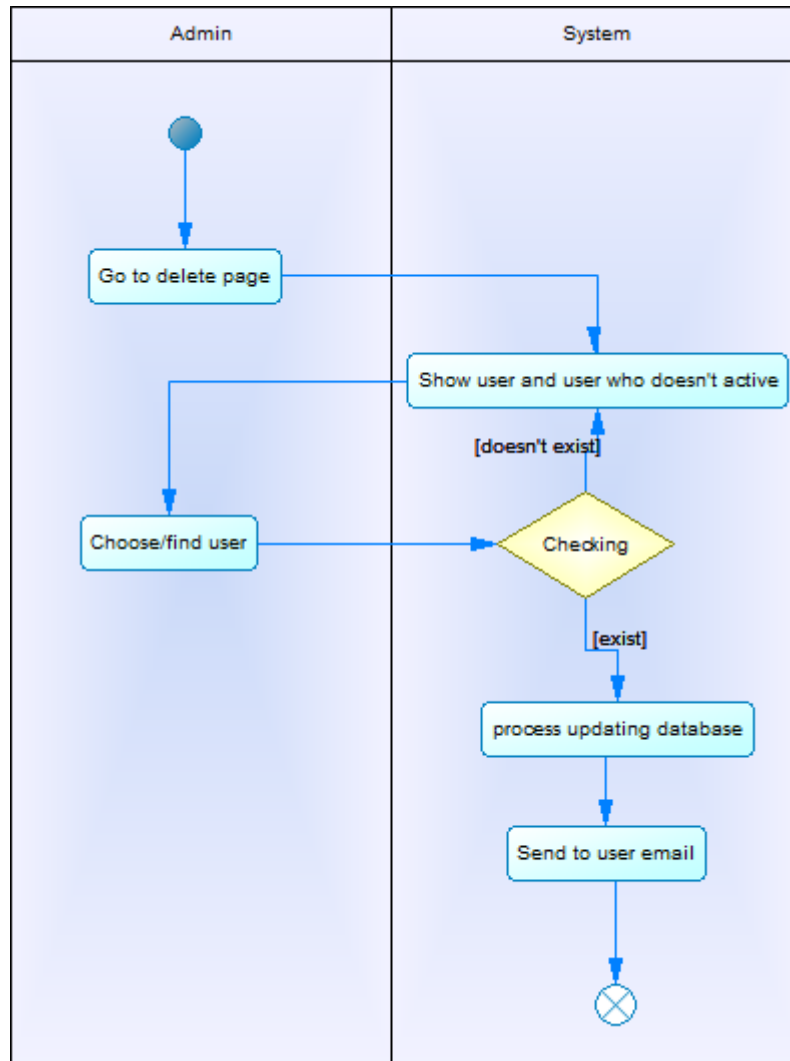 Admin
System
Go to delete page
Show user and user who doesn't active
[doesn't exist]
Choose/find user
Checking
[exist]
process updating database
Send to user email